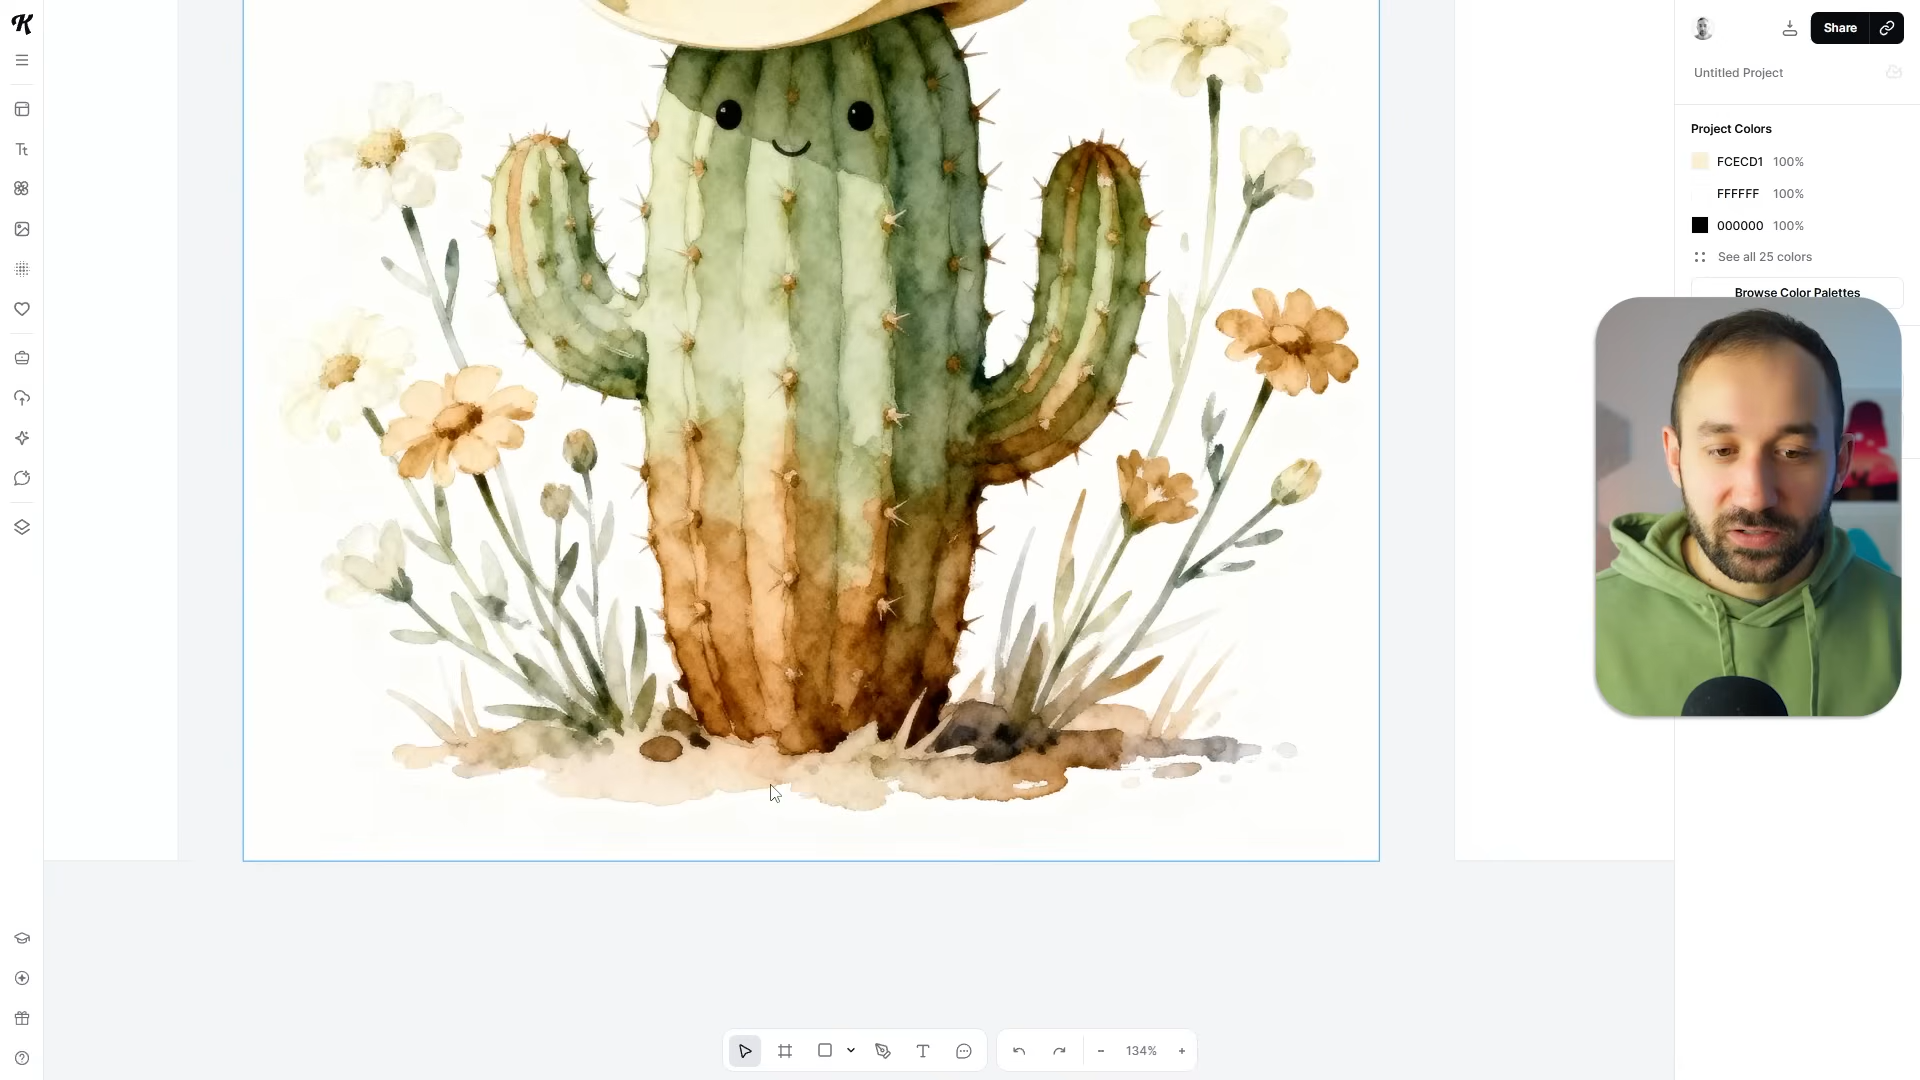 K
Tt
Share
Untitled Project
Project Colors
FCECD1 100%
FFFFFF 100%
000000 100%
See all 25 colors
Browse Color Palettes
T
134%